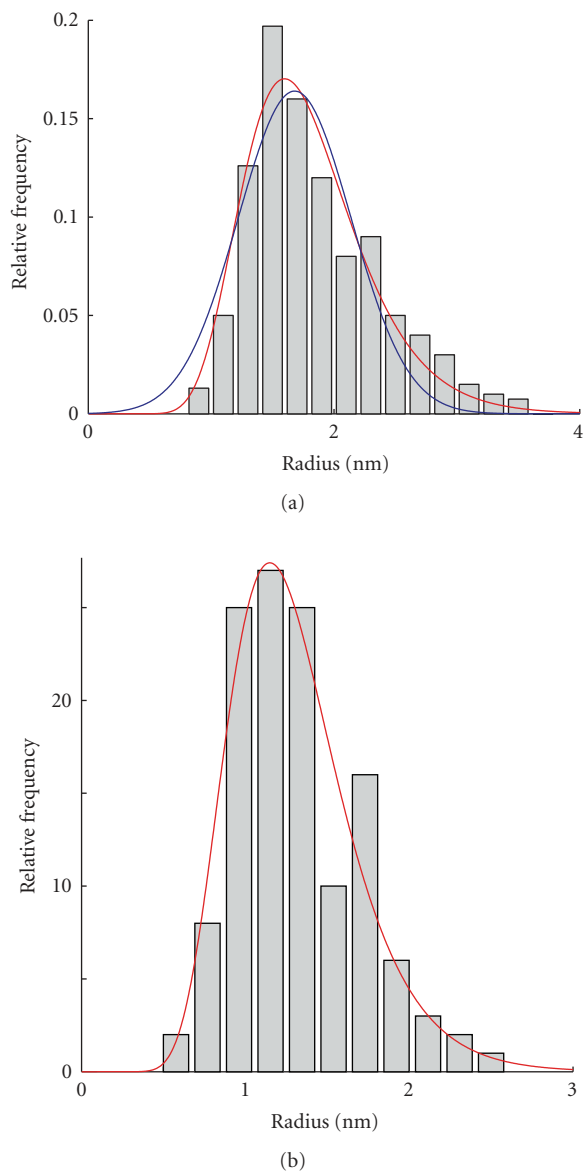 0.2
0.15
0.1
0.05
0
Relative frequency
0 2 4
Radius (nm)
(a)
20
10
0
Relative frequency
0 1 2 3
Radius (nm)
(b)